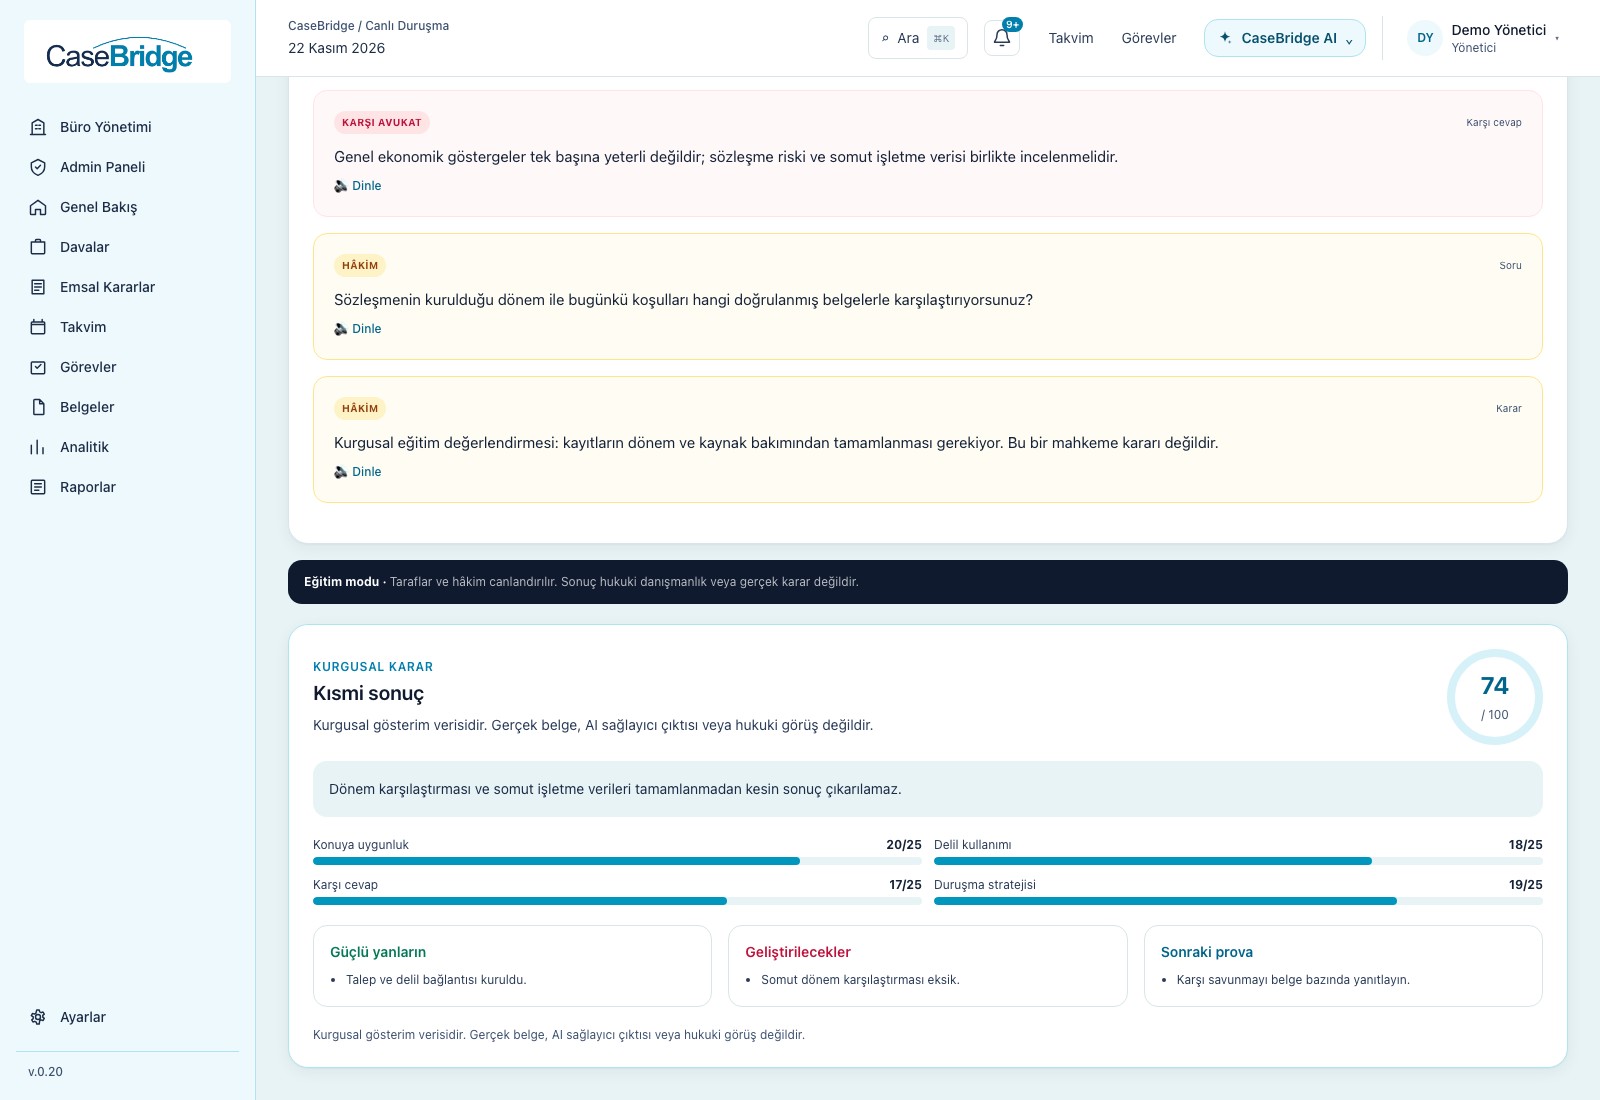 CaseBridge
Büro Yönetimi
Admin Paneli
Genel Bakış
Davalar
Emsal Kararlar
Takvim
Görevler
Belgeler
Analitik
Raporlar
Ayarlar
v.0.20
CaseBridge / Canlı Duruşma
22 Kasım 2026
Ara ⌘K
9+
Takvim
Görevler
CaseBridge AI
DY
Demo Yönetici
Yönetici
KARŞI AVUKAT
Karşı cevap
Genel ekonomik göstergeler tek başına yeterli değildir; sözleşme riski ve somut işletme verisi birlikte incelenmelidir.
Dinle
HÂKİM
Soru
Sözleşmenin kurulduğu dönem ile bugünkü koşulları hangi doğrulanmış belgelerle karşılaştırıyorsunuz?
Dinle
HÂKİM
Karar
Kurgusal eğitim değerlendirmesi: kayıtların dönem ve kaynak bakımından tamamlanması gerekiyor. Bu bir mahkeme kararı değildir.
Dinle
Eğitim modu · Taraflar ve hâkim canlandırılır. Sonuç hukuki danışmanlık veya gerçek karar değildir.
KURGUSAL KARAR
Kısmi sonuç
Kurgusal gösterim verisidir. Gerçek belge, AI sağlayıcı çıktısı veya hukuki görüş değildir.
74
/ 100
Dönem karşılaştırması ve somut işletme verileri tamamlanmadan kesin sonuç çıkarılamaz.
Konuya uygunluk 20/25
Delil kullanımı 18/25
Karşı cevap 17/25
Duruşma stratejisi 19/25
Güçlü yanların
• Talep ve delil bağlantısı kuruldu.
Geliştirilecekler
• Somut dönem karşılaştırması eksik.
Sonraki prova
• Karşı savunmayı belge bazında yanıtlayın.
Kurgusal gösterim verisidir. Gerçek belge, AI sağlayıcı çıktısı veya hukuki görüş değildir.